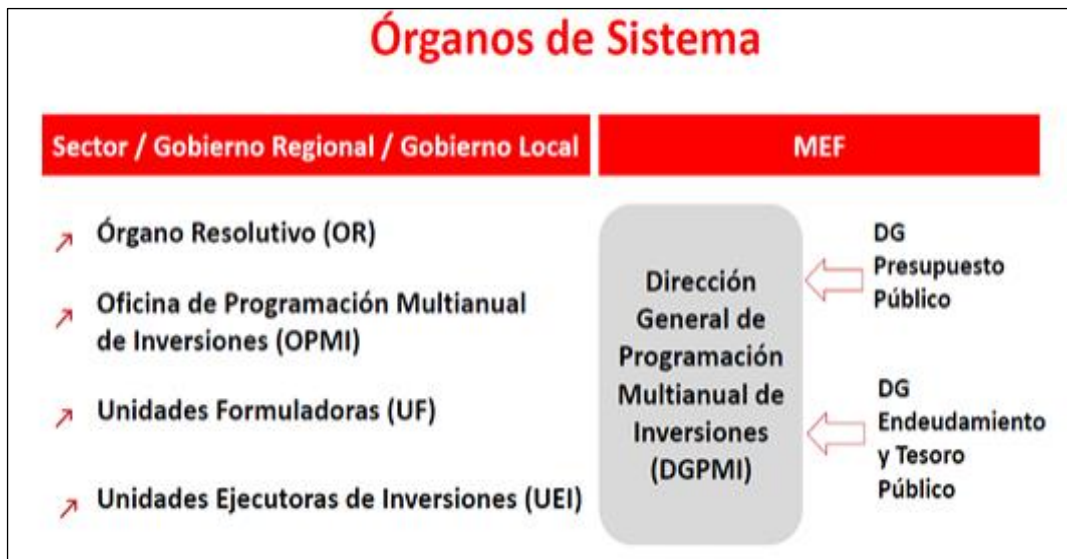 Órganos de Sistema
Sector / Gobierno Regional / Gobierno Local
MEF
Órgano Resolutivo (OR)
Oficina de Programación Multianual
de Inversiones (OPMI)
Unidades Formuladoras (UF)
Unidades Ejecutoras de Inversiones (UEI)
Dirección
General de
Programación
Multianual de
Inversiones
(DGPMI)
DG
Presupuesto
Público
DG
Endeudamiento
y Tesoro
Público